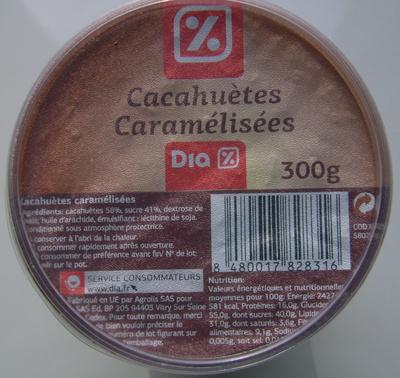 %
Cacahuètes
Caramélisées
Dia %
300g
Cacahuètes caramélisées
Ingrédients: cacahuètes 58%, sucre 41%, dextrose de
huile d'arachide, émulsifiant: lécithine de soja.
conditionné sous atmosphère protectrice.
conserver à l'abri de la chaleur.
consommer rapidement après ouverture.
consommer de préférence avant fin/ N° de lot:
voir sur le pot.
SERVICE CONSOMMATEURS
www.dia.fr
8 480017 828316
Nutrition:
Valeurs énergétiques et nutritionnelles
moyennes pour 100g: Energie: 242
581 kcal, Protéines: 16,0g, Glucides
55,0g, dont sucres: 40,0g, Lipides
31,0g, dont saturés: 3,6g, Fibres
alimentaires: 9,1g, Sodium
0,005g, soit sel: 0,0
Fabriqué en UE par Agrolis SAS pour
SAS Ed. BP 205 94405 Vitry Sur Seine
Cedex. Pour toute remarque, merci
de bien vouloir préciser le
numéro de lot figurant sur
l'emballage.